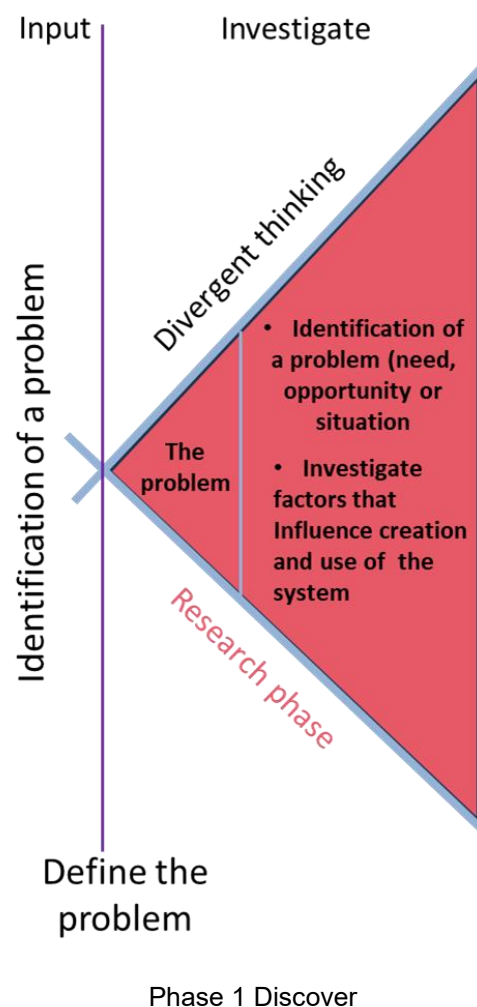 Input
Investigate
Identification of a problem
Divergent thinking
The
problem
• Identification of
a problem (need,
opportunity or
situation
• Investigate
factors that
Influence creation
and use of the
system
Research phase
Define the
problem
Phase 1 Discover